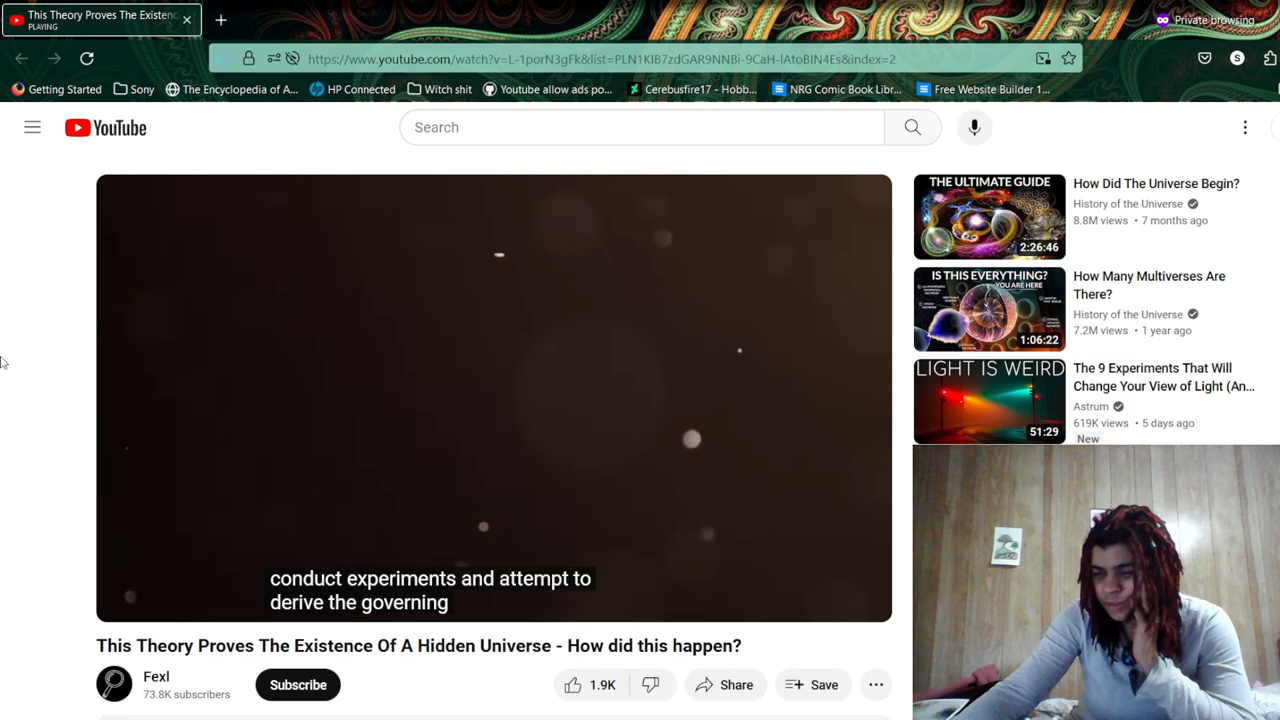 This Theory Proves The Existenc
PLAYING
Private browsing
https://www.youtube.com/watch?v=L-1porN3gFk&list=PLN1KIB7zdGAR9NNBi-9CaH-IAtoBIN4Es&index=2
Getting Started
Sony
The Encyclopedia of A...
HP Connected
Witch shit
Youtube allow ads po...
Cerebusfire17 - Hobb...
NRG Comic Book Libr...
Free Website Builder 1...
YouTube
Search
conduct experiments and attempt to
derive the governing
This Theory Proves The Existence Of A Hidden Universe - How did this happen?
Fexl
73.8K subscribers
Subscribe
1.9K
Share
Save
THE ULTIMATE GUIDE
2:26:46
How Did The Universe Begin?
History of the Universe
8.8M views • 7 months ago
IS THIS EVERYTHING?
YOU ARE HERE
1:06:22
How Many Multiverses Are
There?
History of the Universe
7.2M views • 1 year ago
LIGHT IS WEIRD
51:29
The 9 Experiments That Will
Change Your View of Light (An...
Astrum
619K views • 5 days ago
New